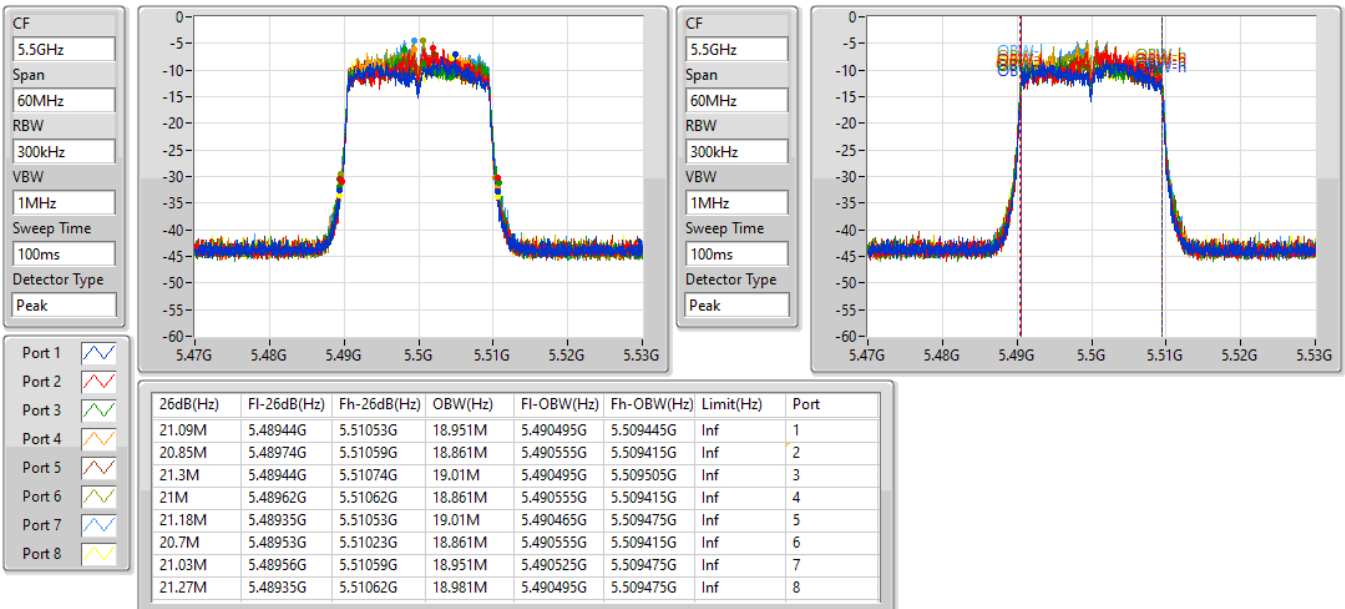 CF
5.5GHz
Span
60MHz
RBW
300kHz
VBW
1MHz
Sweep Time
100ms
Detector Type
Peak
0
-5
-10
-15
-20
-25
-30
-35
-40
-45
-50
-55
-60
5.47G 5.48G 5.49G 5.5G 5.51G 5.52G 5.53G
CF
5.5GHz
Span
60MHz
RBW
300kHz
VBW
1MHz
Sweep Time
100ms
Detector Type
Peak
0
-5
-10
-15
-20
-25
-30
-35
-40
-45
-50
-55
-60
5.47G 5.48G 5.49G 5.5G 5.51G 5.52G 5.53G
Port 1
Port 2
Port 3
Port 4
Port 5
Port 6
Port 7
Port 8
26dB(Hz) Fl-26dB(Hz) Fh-26dB(Hz) OBW(Hz) Fl-OBW(Hz) Fh-OBW(Hz) Limit(Hz) Port
21.09M 5.48944G 5.51053G 18.951M 5.490495G 5.509445G Inf 1
20.85M 5.48974G 5.51059G 18.861M 5.490555G 5.509415G Inf 2
21.3M 5.48944G 5.51074G 19.01M 5.490495G 5.509505G Inf 3
21M 5.48962G 5.51062G 18.861M 5.490555G 5.509415G Inf 4
21.18M 5.48935G 5.51053G 19.01M 5.490465G 5.509475G Inf 5
20.7M 5.48953G 5.51023G 18.861M 5.490555G 5.509415G Inf 6
21.03M 5.48956G 5.51059G 18.951M 5.490525G 5.509475G Inf 7
21.27M 5.48935G 5.51062G 18.981M 5.490495G 5.509475G Inf 8